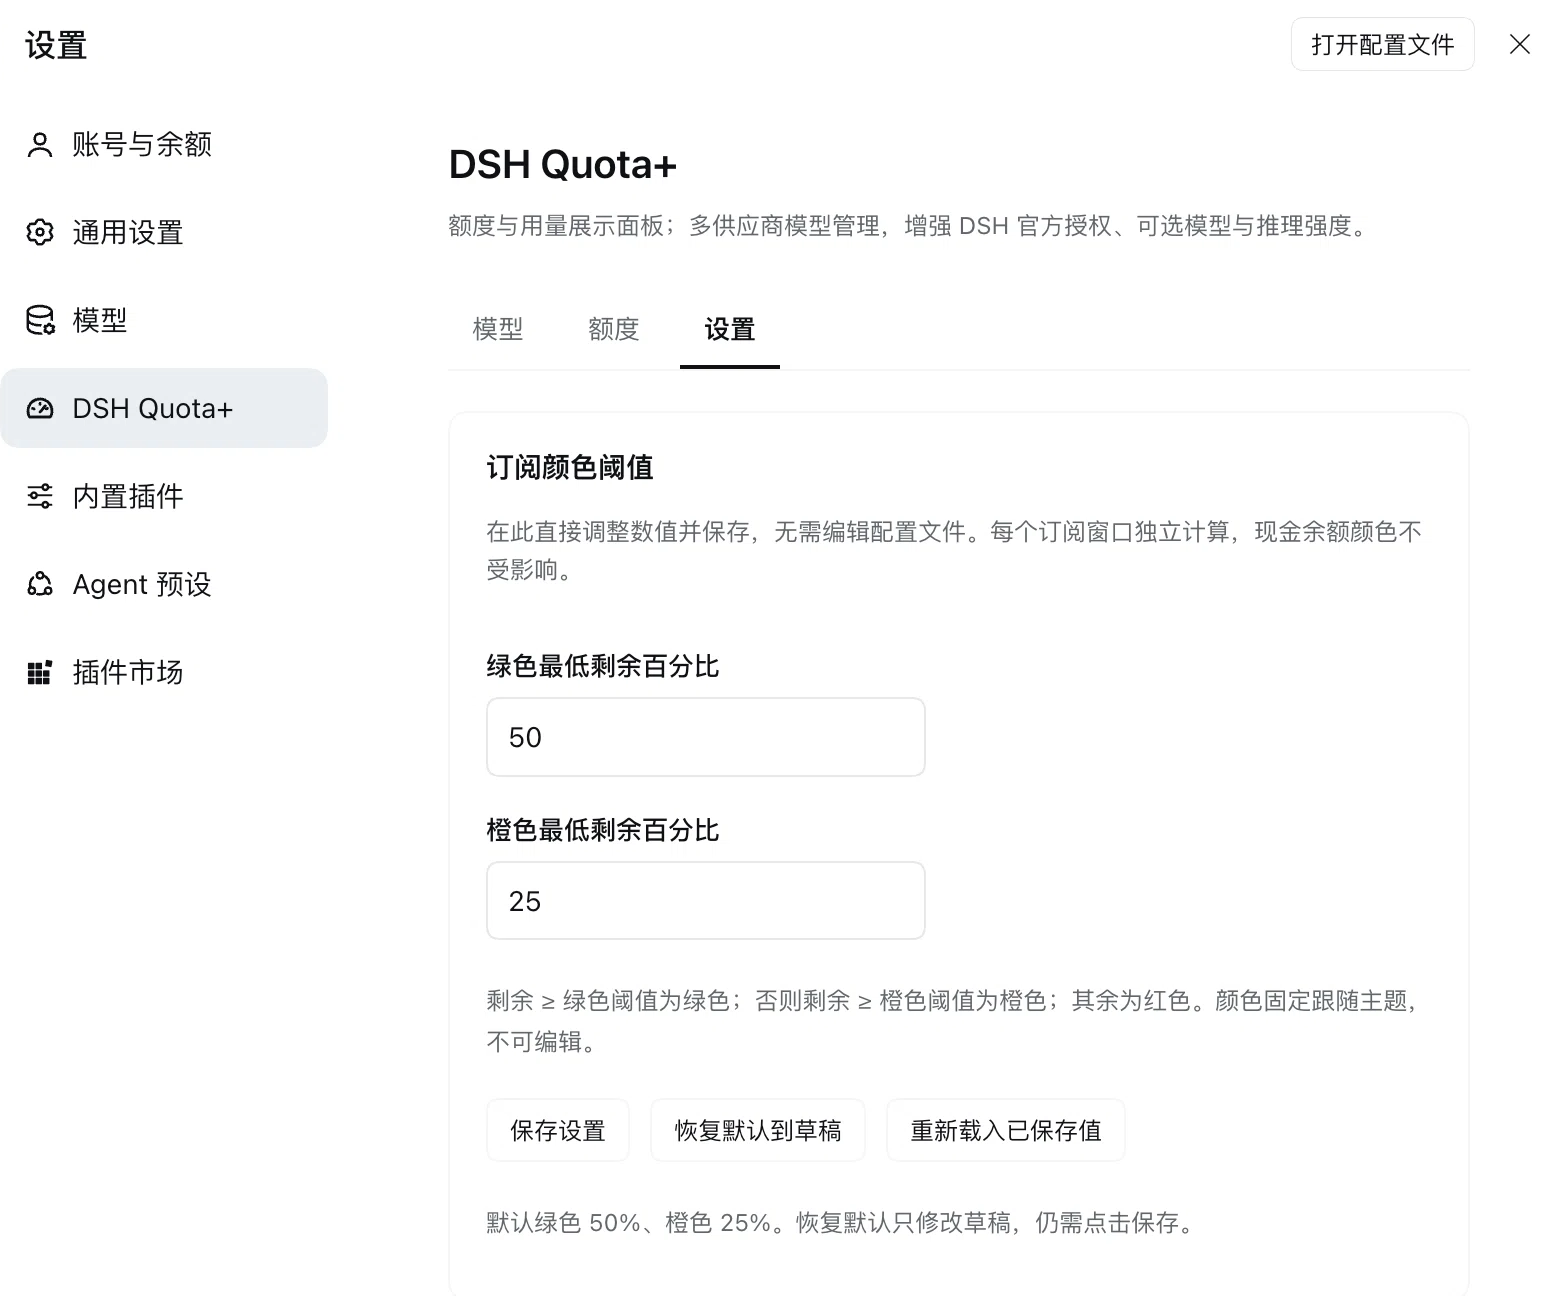 设置
打开配置文件
账号与余额
通用设置
模型
DSH Quota+
内置插件
Agent 预设
插件市场
DSH Quota+
额度与用量展示面板；多供应商模型管理，增强 DSH 官方授权、可选模型与推理强度。
模型 额度 设置
订阅颜色阈值
在此直接调整数值并保存，无需编辑配置文件。每个订阅窗口独立计算，现金余额颜色不
受影响。
绿色最低剩余百分比
50
橙色最低剩余百分比
25
剩余 ≥ 绿色阈值为绿色；否则剩余 ≥ 橙色阈值为橙色；其余为红色。颜色固定跟随主题，
不可编辑。
保存设置 恢复默认到草稿 重新载入已保存值
默认绿色 50%、橙色 25%。恢复默认只修改草稿，仍需点击保存。